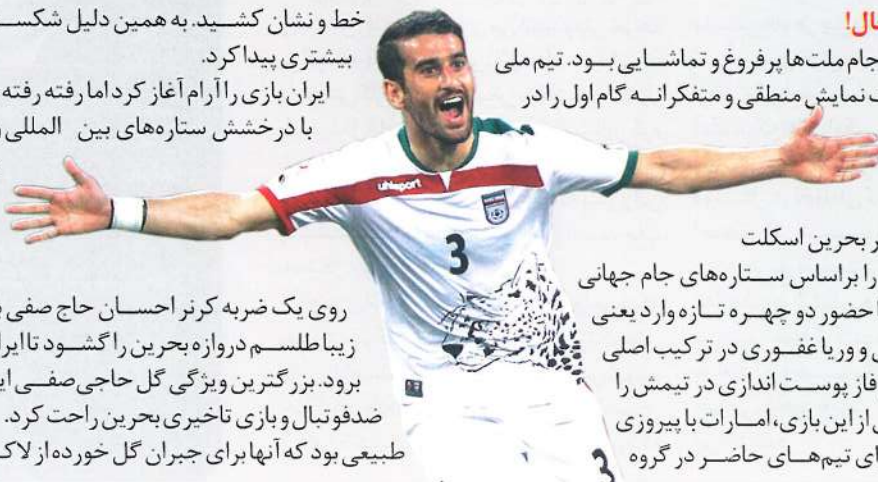 ال!
جام ملت‌ها پرفروغ و تماشایی بود. تیم ملی
نمایش منطقی و متفکرانه گام اول را در
بحرین اسکلت
را براساس ستاره‌های جام جهانی
حضور دو چهره تازه وارد یعنی
و وریا غفوری در ترکیب اصلی
فاز پوست اندازی در تیمش را
از این بازی، امارات با پیروزی
تیم‌های حاضر در گروه
خط و نشان کشید. به همین دلیل
بیشتری پیدا کرد.
ایران بازی را آرام آغاز کرد اما رفته رفته
با درخشش ستاره‌های بین المللی
روی یک ضربه کرنر احسان حاج صفی
زیبا طلسم دروازه بحرین را گشود تا
برود. بزرگترین ویژگی گل حاجی صفی
ضدفوتبال و بازی تاخیری بحرین راحت کرد.
طبیعی بود که آنها برای جبران گل خورده از لاک
uhlsport
3
3